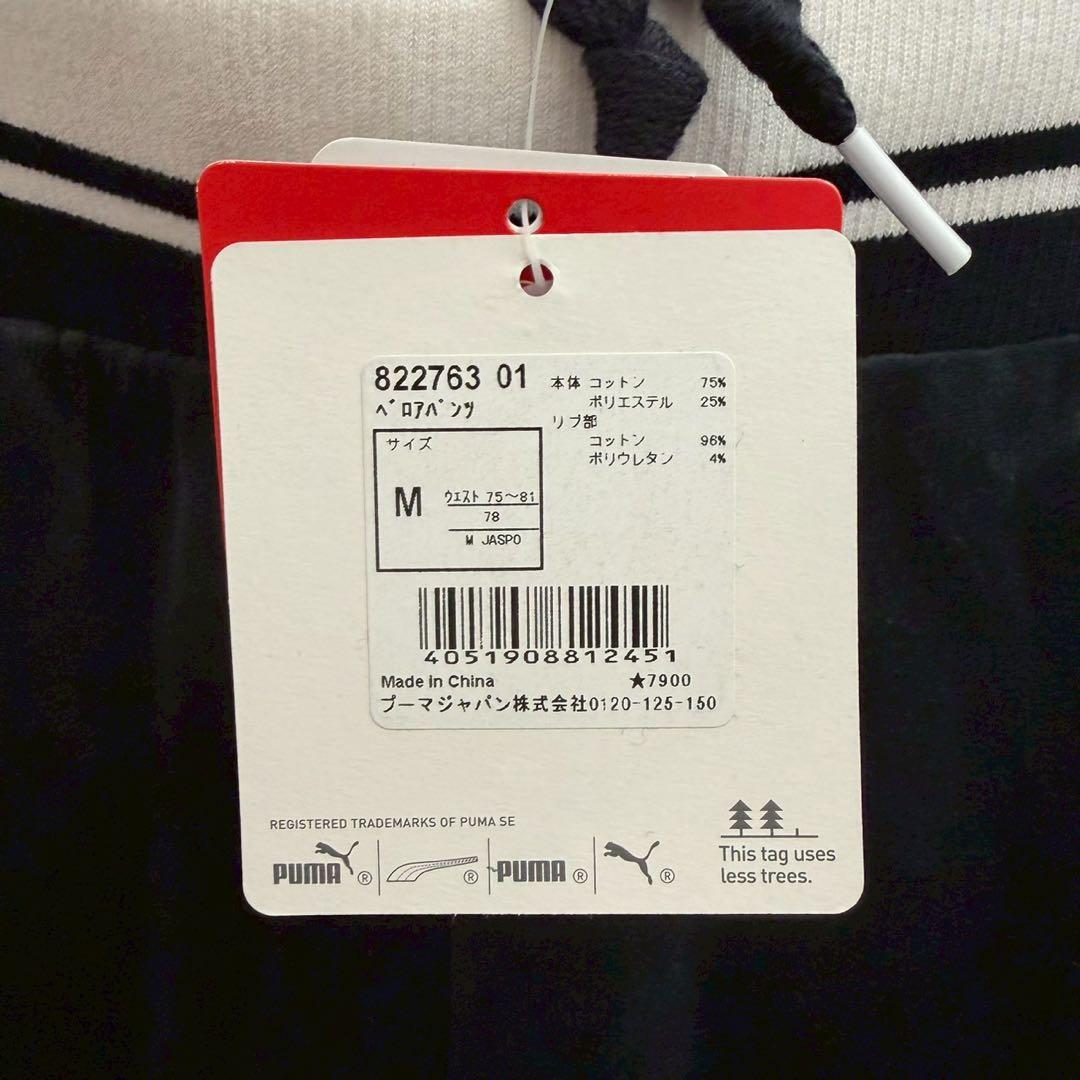 822763 01
ベロアパンツ
サイズ
M
ウエスト 75〜81
78
M JASPO
本体 コットン 75%
ポリエステル 25%
リブ部
コットン 96%
ポリウレタン 4%
4051908812451
Made in China ★7900
プーマジャパン株式会社0120-125-150
REGISTERED TRADEMARKS OF PUMA SE
PUMA® ® PUMA® ®
This tag uses
less trees.